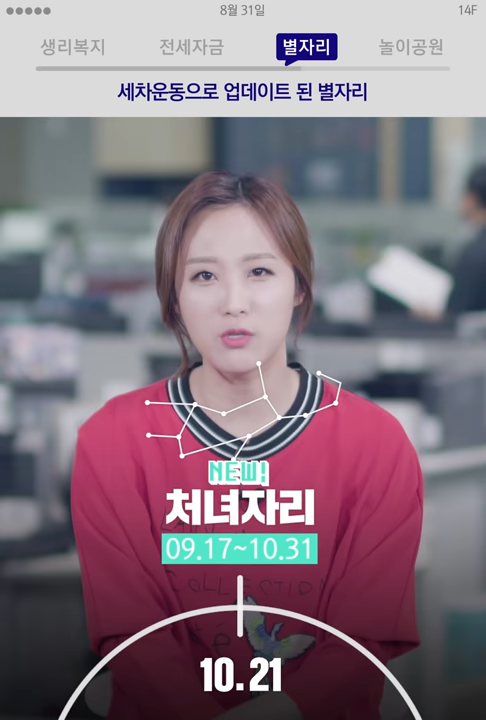 8월 31일
14F
생리복지 전세자금 별자리 놀이공원
세차운동으로 업데이트 된 별자리
NEW!
처녀자리
09.17~10.31
COLLECTION
10.21